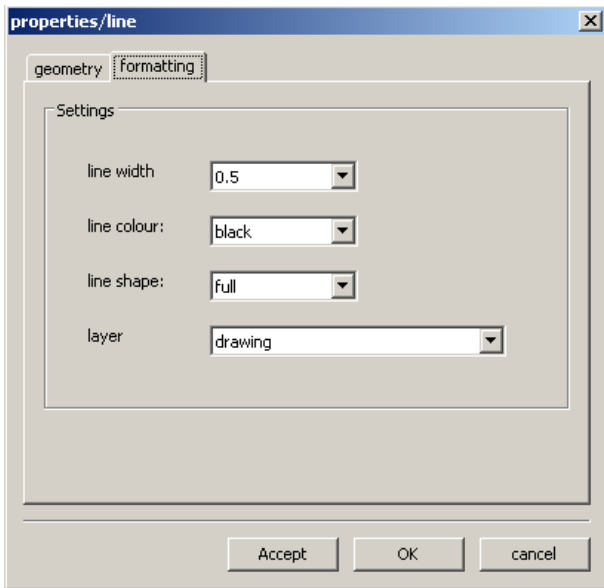 properties/line
geometry formatting
Settings
line width 0.5
line colour: black
line shape: full
layer drawing
Accept OK cancel